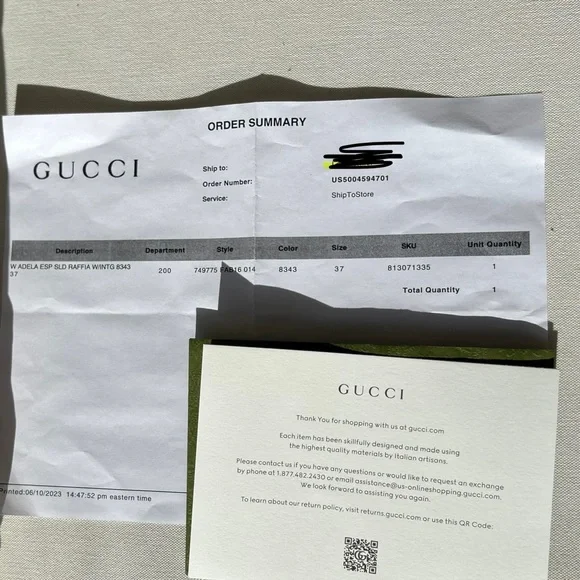 ORDER SUMMARY
GUCCI
Ship to:
Order Number: US5004594701
Service: ShipToStore
Description Department Style Color Size SKU Unit Quantity
W ADELA ESP SLD RAFFIA W/INTG 8343 200 749775 FAB16 014 8343 37 813071335 1
37
Total Quantity 1
Printed:06/10/2023 14:47:52 pm eastern time
GUCCI
Thank You for shopping with us at gucci.com
Each item has been skillfully designed and made using
the highest quality materials by Italian artisans.
Please contact us if you have any questions or would like to request an exchange
by phone at 1.877.482.2430 or email assistance@us-onlineshopping.gucci.com.
We look forward to assisting you again.
To learn about our return policy, visit returns.gucci.com or use this QR Code: